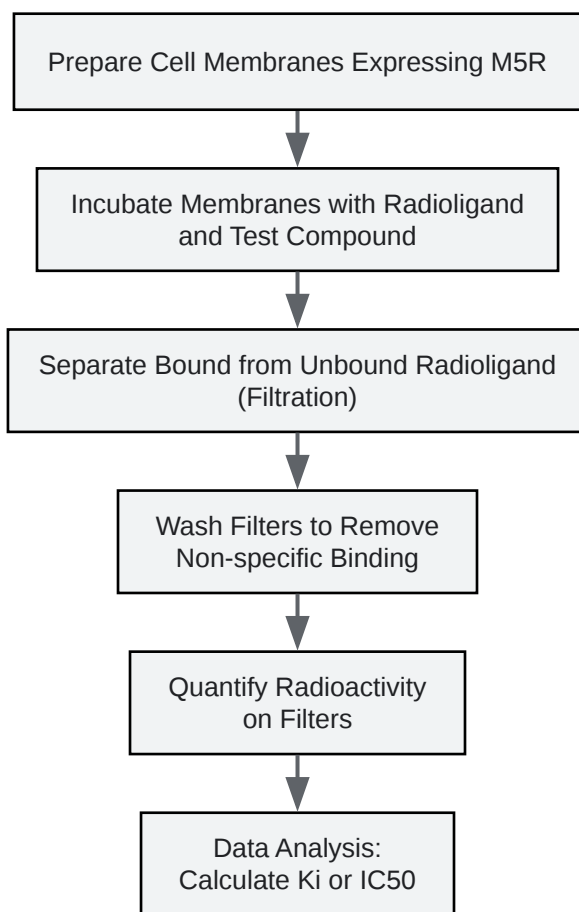 Prepare Cell Membranes Expressing M5R
Incubate Membranes with Radioligand
and Test Compound
Separate Bound from Unbound Radioligand
(Filtration)
Wash Filters to Remove
Non-specific Binding
Quantify Radioactivity
on Filters
Data Analysis:
Calculate Ki or IC50